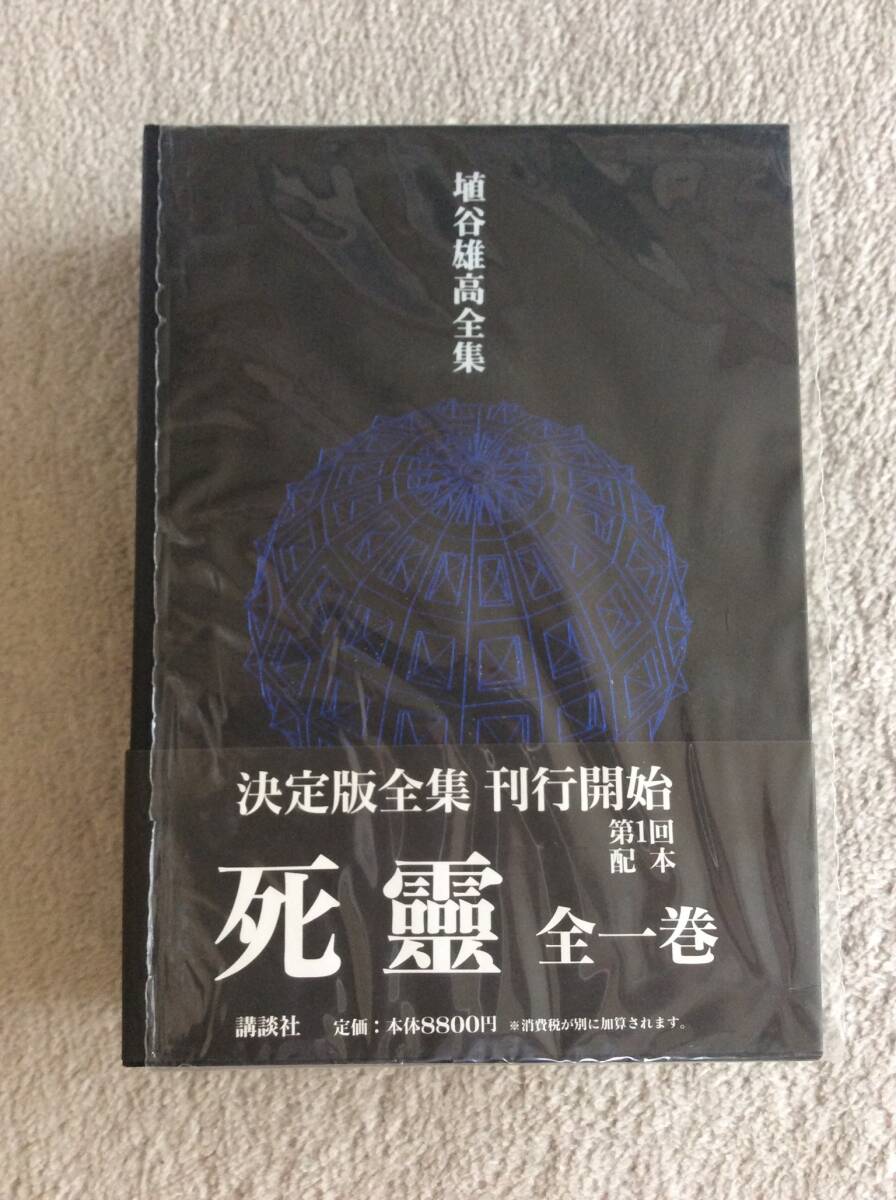 埴谷雄高全集
決定版全集 刊行開始
第1回
配本
死靈 全一巻
講談社 定価：本体8800円 ※消費税が別に加算されます。